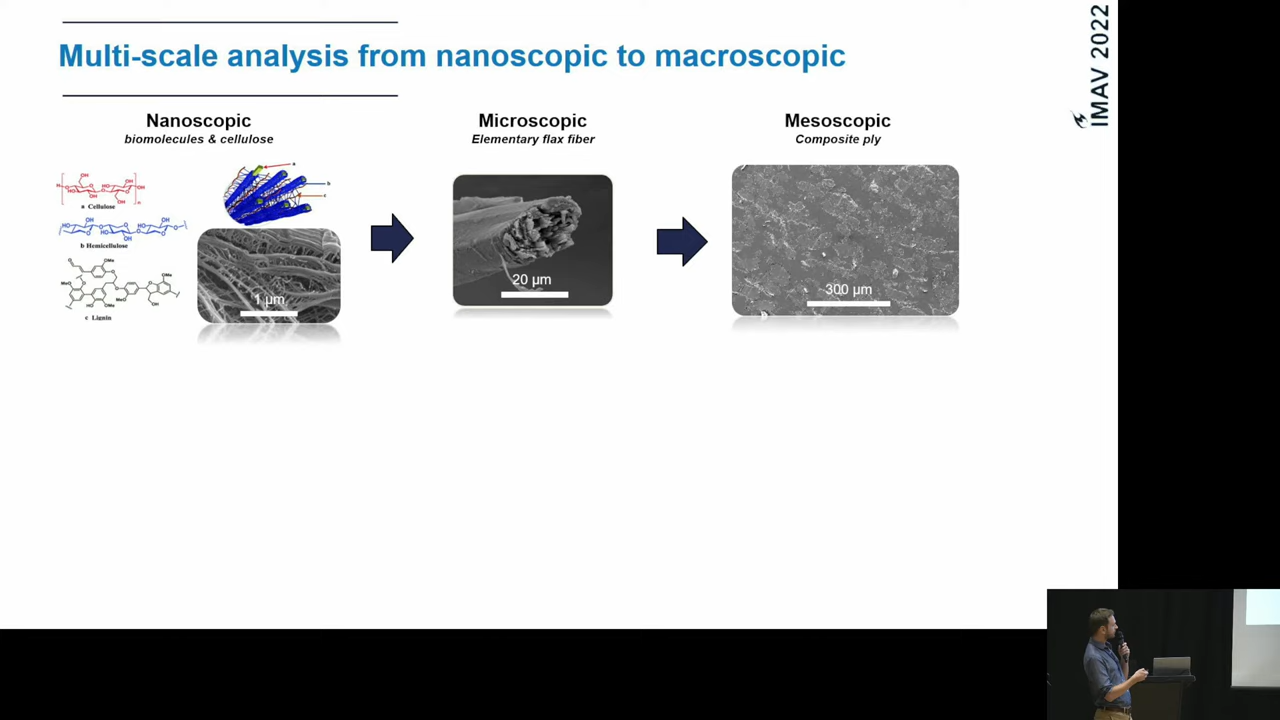 Multi-scale analysis from nanoscopic to macroscopic
IMAV 2022
Nanoscopic
biomolecules & cellulose
a Cellulose
b Hemicellulose
c Lignin
a
b
c
1 µm
Microscopic
Elementary flax fiber
20 µm
Mesoscopic
Composite ply
300 µm